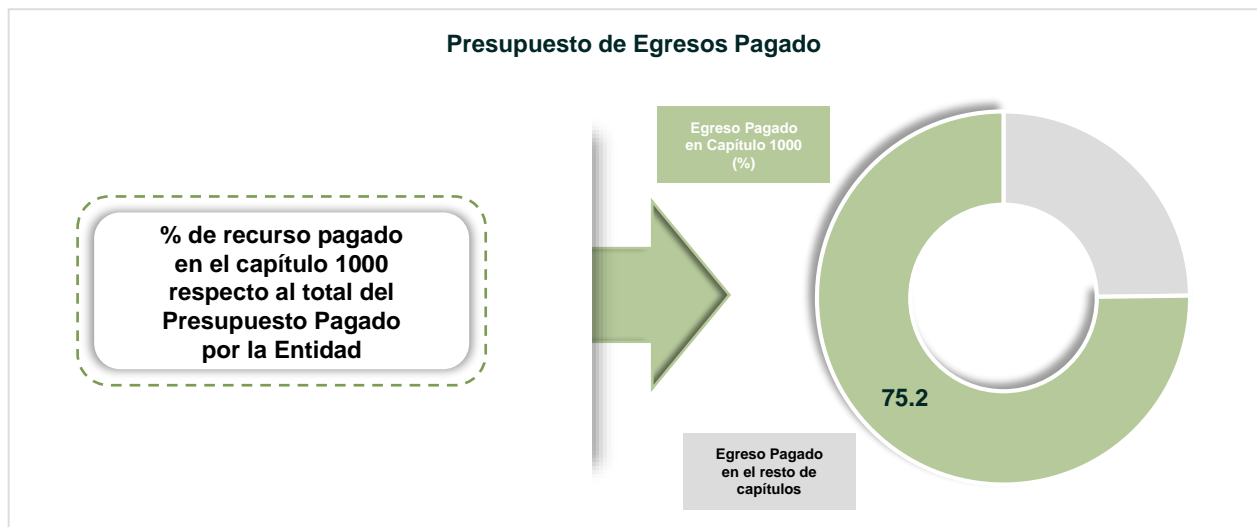 Presupuesto de Egresos Pagado
Egreso Pagado
en Capítulo 1000
(%)
% de recurso pagado
en el capítulo 1000
respecto al total del
Presupuesto Pagado
por la Entidad
75.2
Egreso Pagado
en el resto de
capítulos